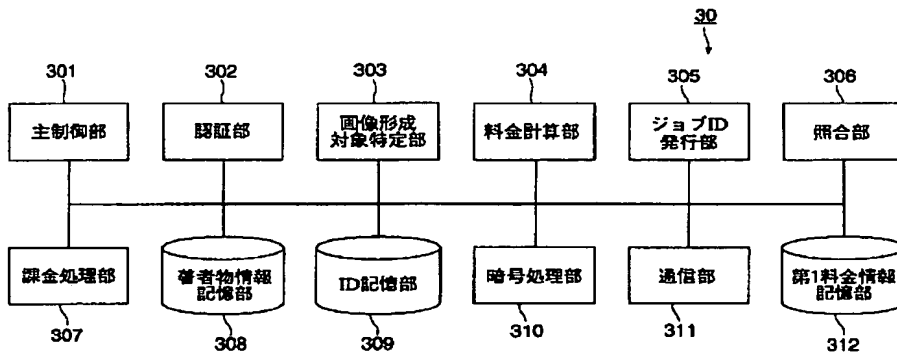 30
301
302
303
304
305
306
主制御部
認証部
画像形成
対象特定部
料金計算部
ジョブID
発行部
照合部
課金処理部
著者物情報
記憶部
ID記憶部
暗号処理部
通信部
第1料金情報
記憶部
307
308
309
310
311
312